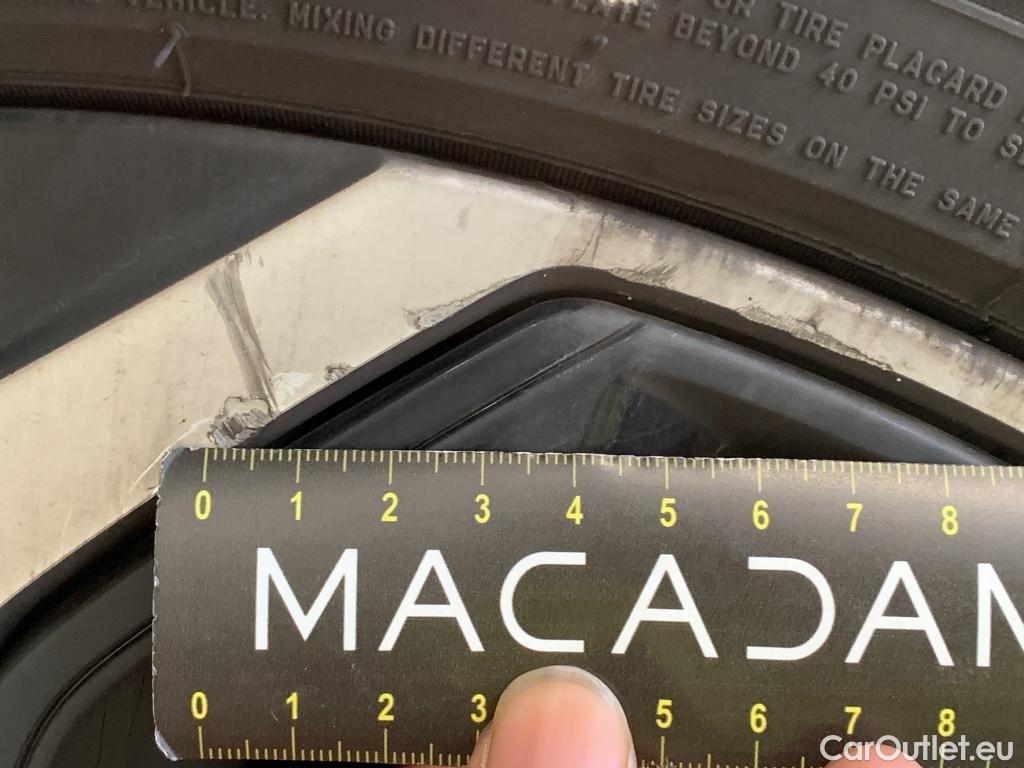 OR TIRE PLACARD
BEYOND 40 PSI TO
VEHICLE. MIXING DIFFERENT TIRE SIZES ON THE SAME
0 1 2 3 4 5 6 7 8
MACADAM
0 1 2 3 5 6 7 8
CarOutlet.eu